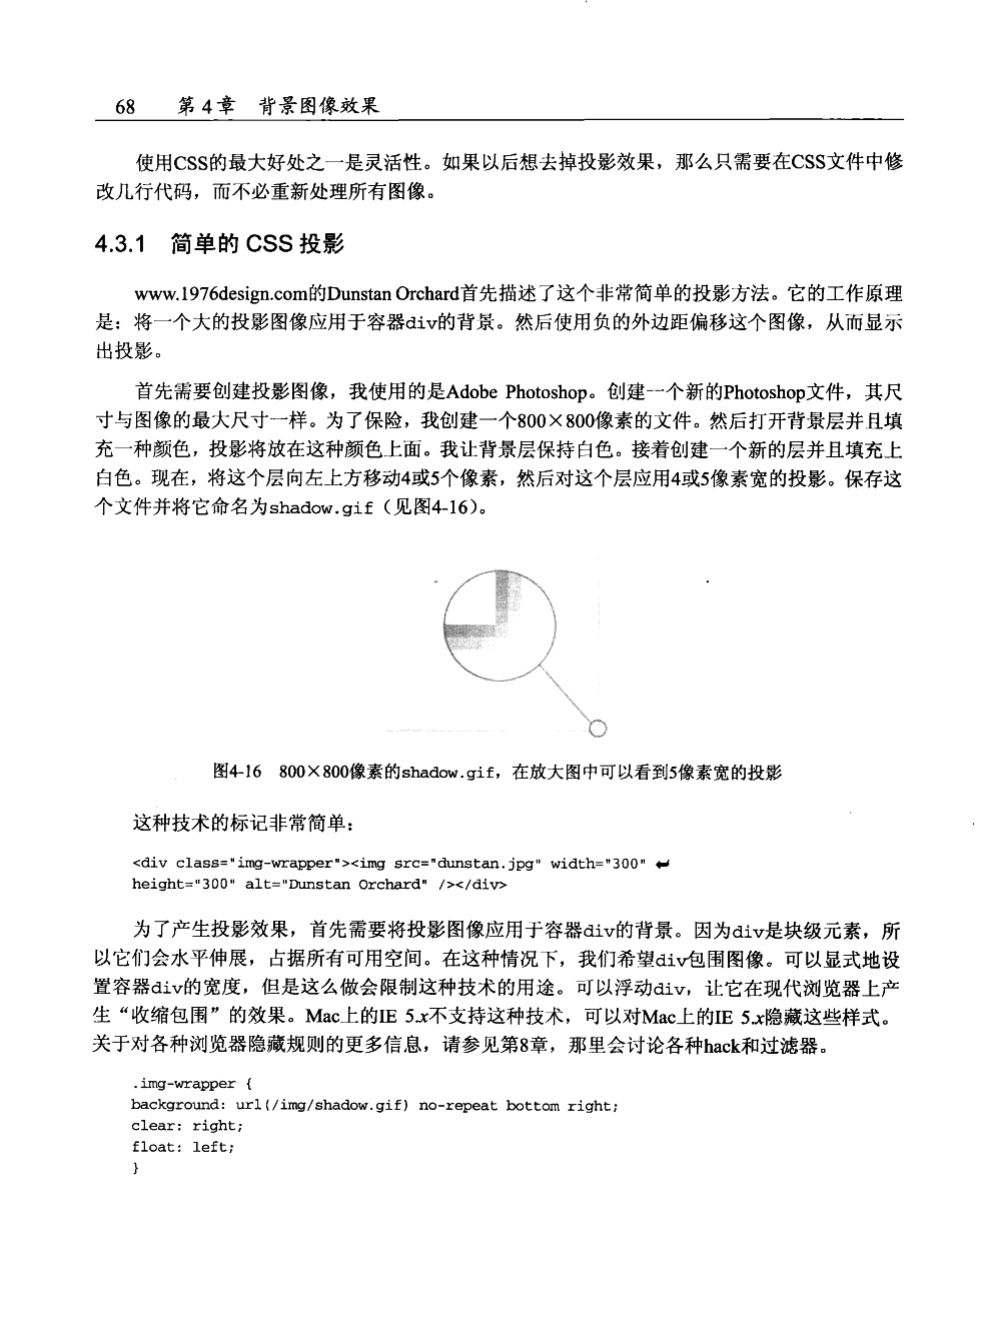 68 第4章 背景图像效果
使用CSS的最大好处之一是灵活性。如果以后想去掉投影效果，那么只需要在CSS文件中修
改几行代码，而不必重新处理所有图像。
4.3.1 简单的 CSS 投影
www.1976design.com的Dunstan Orchard首先描述了这个非常简单的投影方法。它的工作原理
是：将一个大的投影图像应用于容器div的背景。然后使用负的外边距偏移这个图像，从而显示
出投影。
首先需要创建投影图像，我使用的是Adobe Photoshop。创建一个新的Photoshop文件，其尺
寸与图像的最大尺寸一样。为了保险，我创建一个800×800像素的文件。然后打开背景层并且填
充一种颜色，投影将放在这种颜色上面。我让背景层保持白色。接着创建一个新的层并且填充上
白色。现在，将这个层向左上方移动4或5个像素，然后对这个层应用4或5像素宽的投影。保存这
个文件并将它命名为shadow.gif（见图4-16）。
图4-16 800×800像素的shadow.gif，在放大图中可以看到5像素宽的投影
这种技术的标记非常简单：
<div class="img-wrapper"><img src="dunstan.jpg" width="300" ↩
height="300" alt="Dunstan Orchard" /></div>
为了产生投影效果，首先需要将投影图像应用于容器div的背景。因为div是块级元素，所
以它们会水平伸展，占据所有可用空间。在这种情况下，我们希望div包围图像。可以显式地设
置容器div的宽度，但是这么做会限制这种技术的用途。可以浮动div，让它在现代浏览器上产
生“收缩包围”的效果。Mac上的IE 5.x不支持这种技术，可以对Mac上的IE 5.x隐藏这些样式。
关于对各种浏览器隐藏规则的更多信息，请参见第8章，那里会讨论各种hack和过滤器。
.img-wrapper {
background: url(/img/shadow.gif) no-repeat bottom right;
clear: right;
float: left;
}